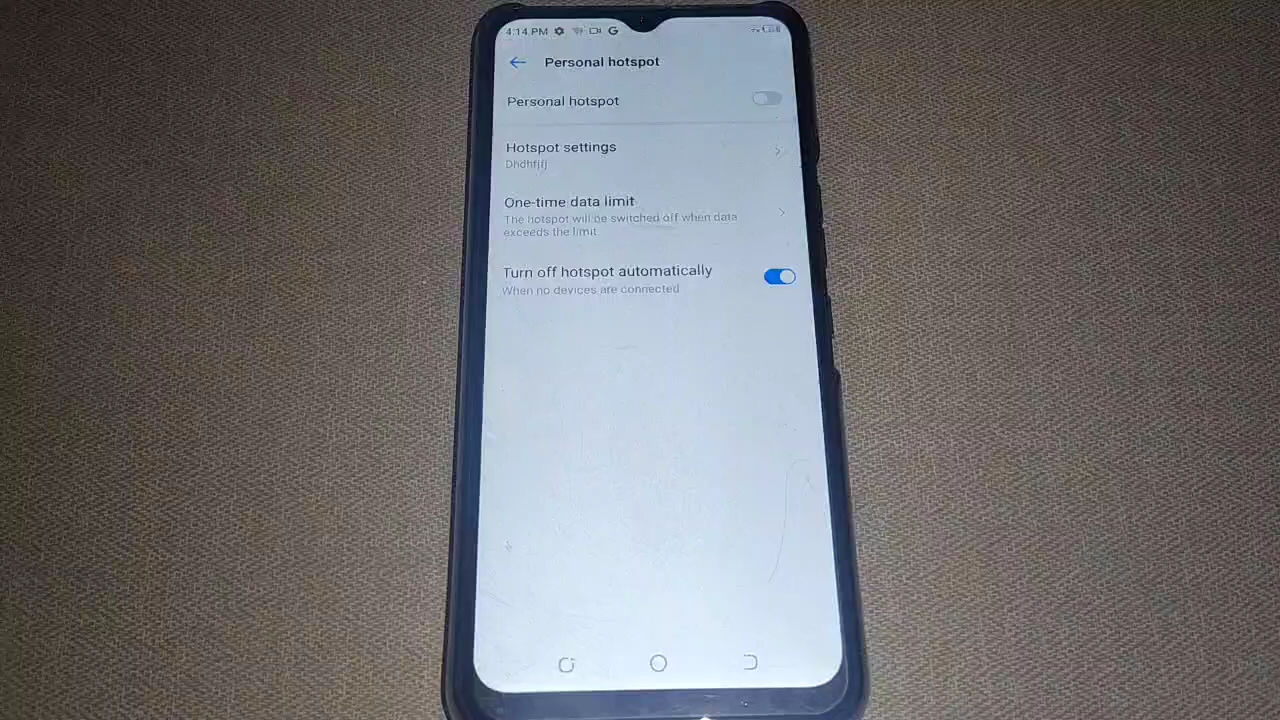 4:14 PM
Personal hotspot
Personal hotspot
Hotspot settings
Dhdhfjfj
One-time data limit
The hotspot will be switched off when data
exceeds the limit
Turn off hotspot automatically
When no devices are connected